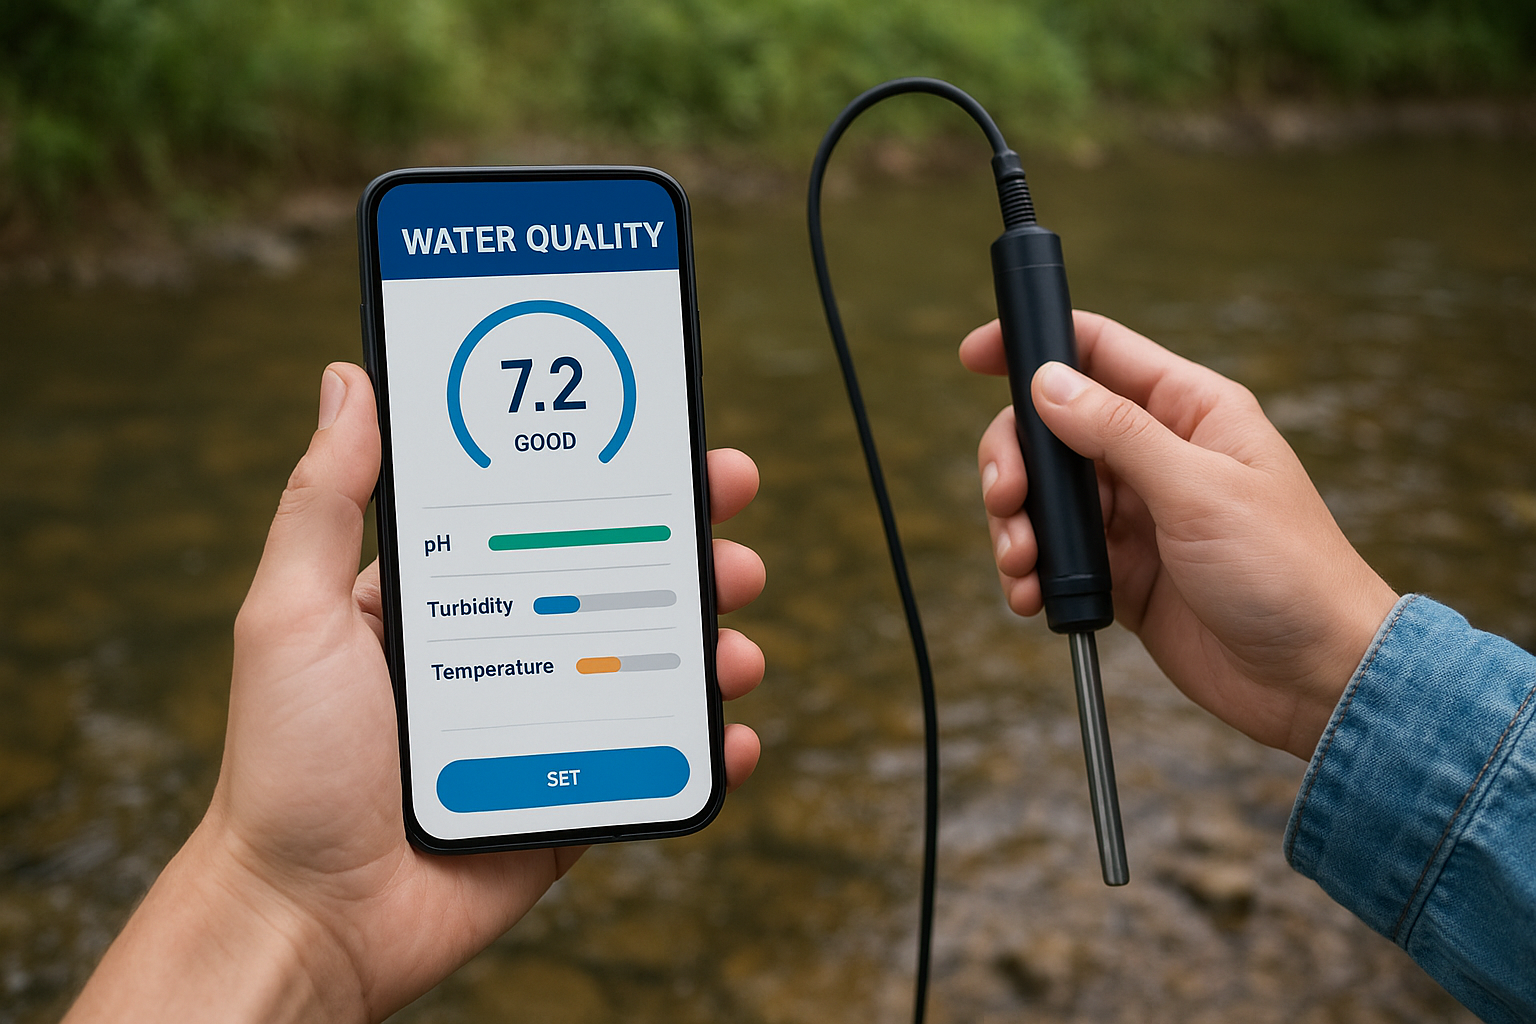 WATER QUALITY
7.2
GOOD
pH
Turbidity
Temperature
SET